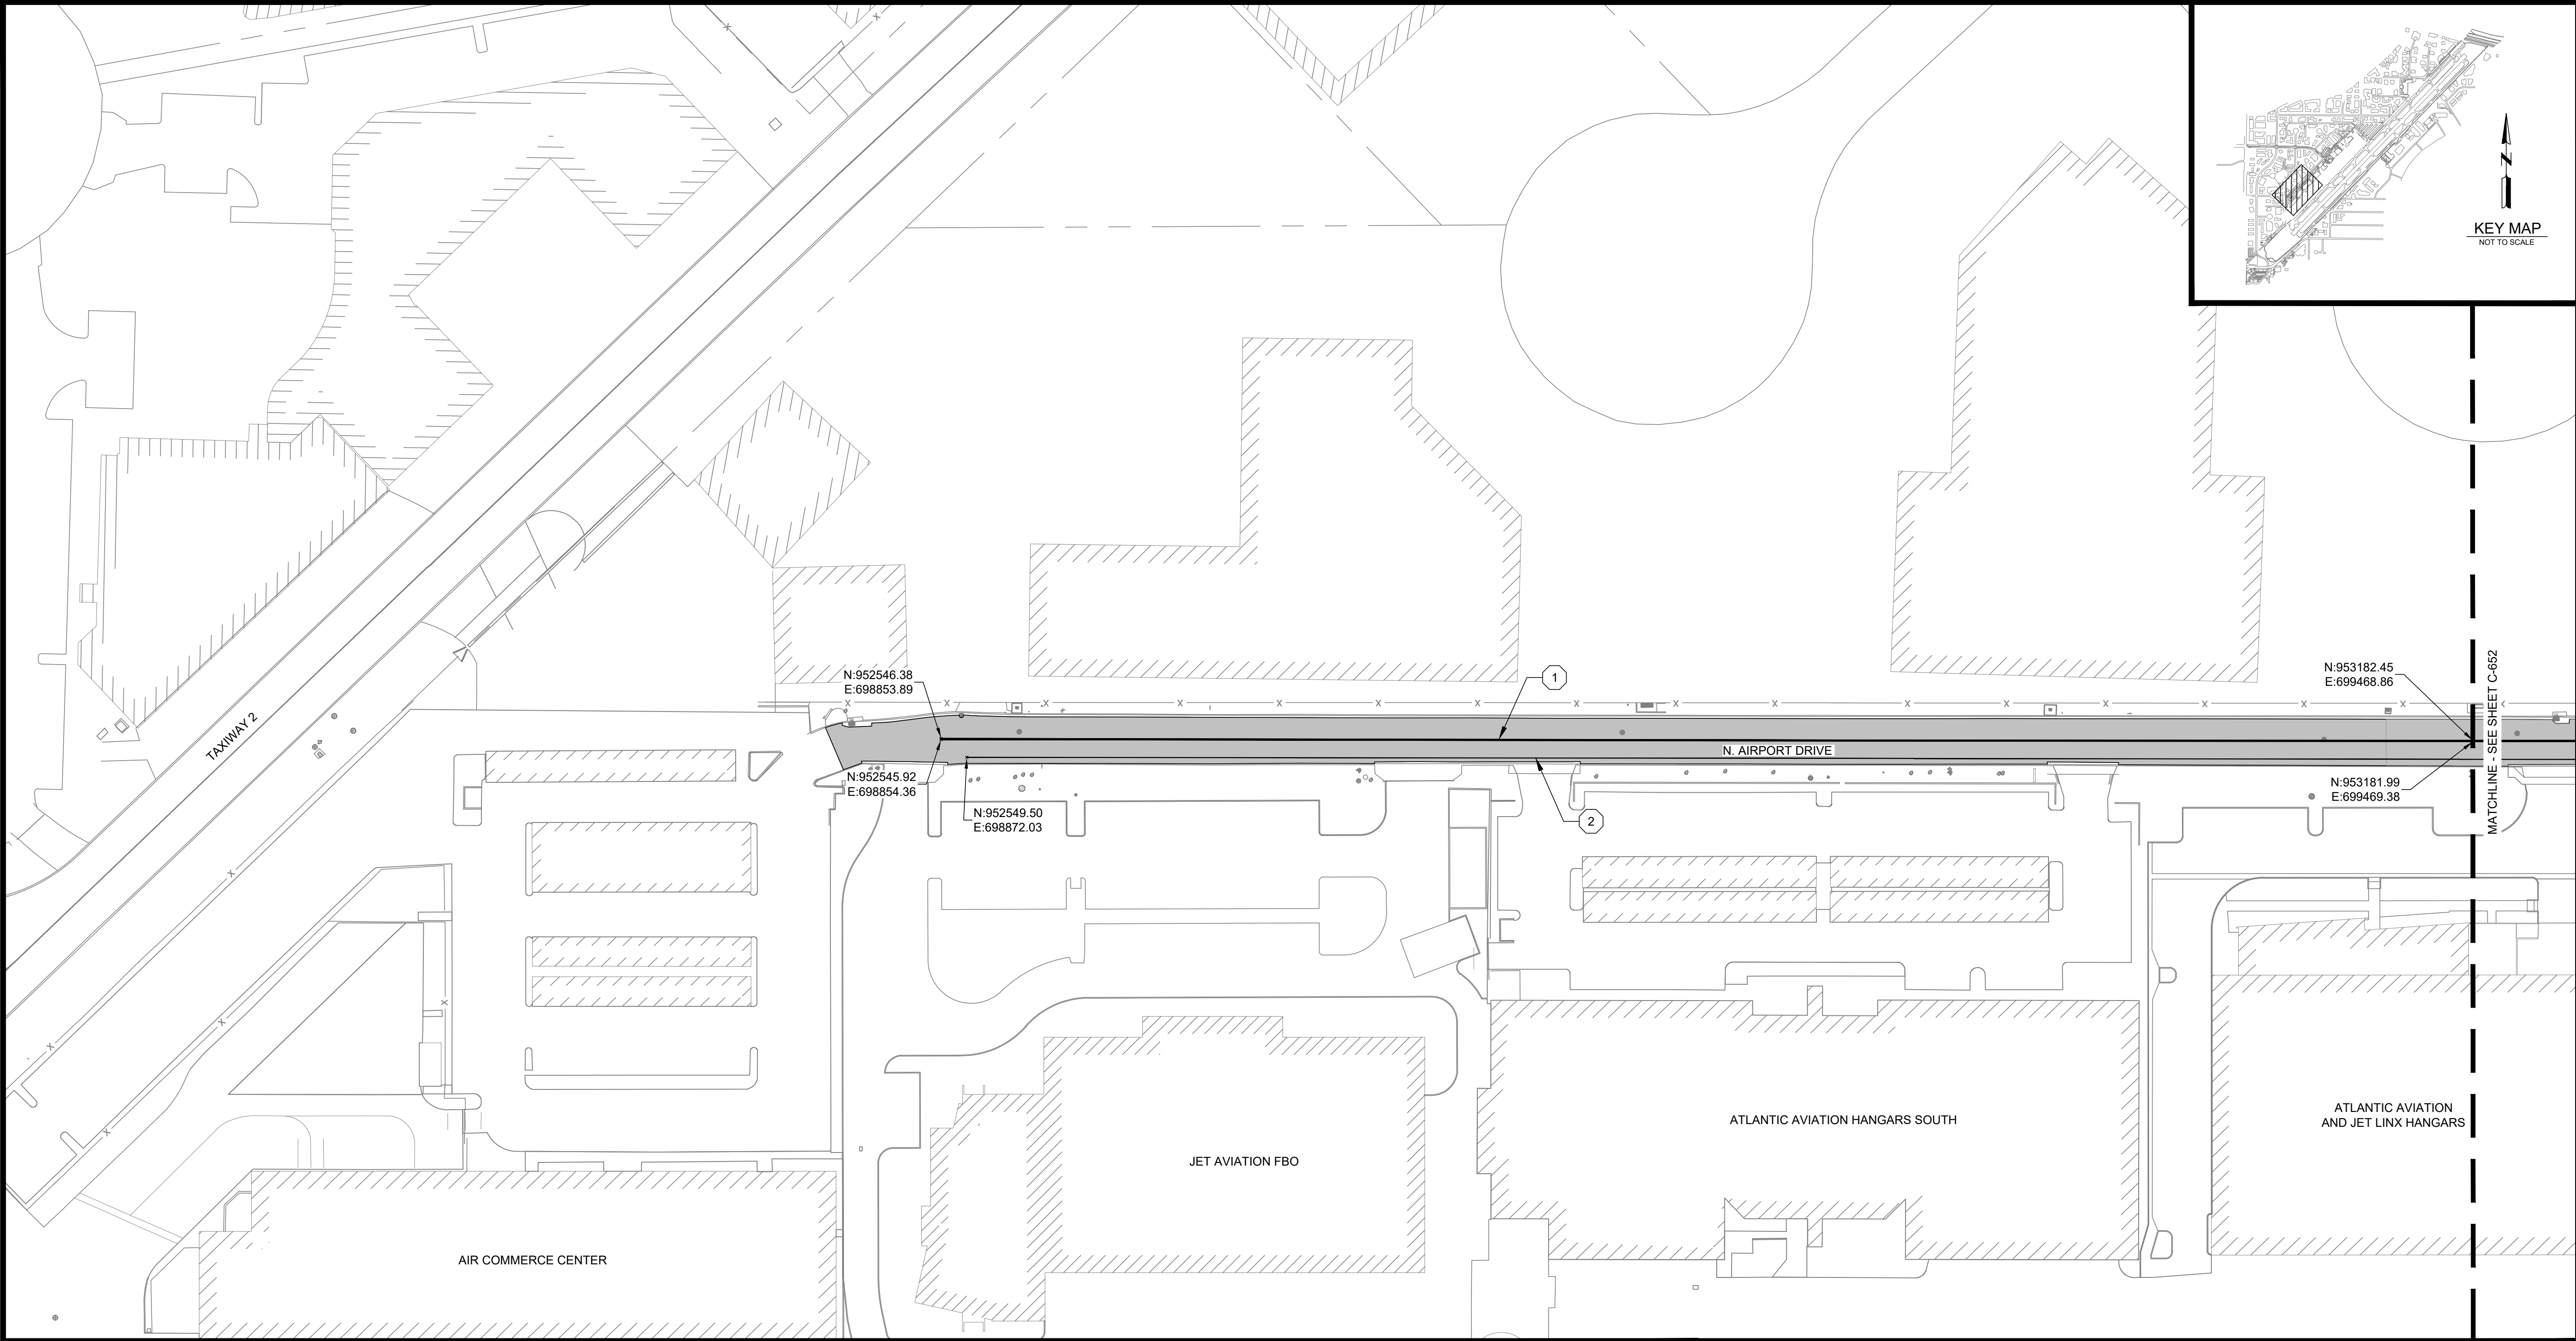 KEY MAP
NOT TO SCALE
N
TAXIWAY 2
N:952546.38
E:698853.89
N:952545.92
E:698854.36
N:952549.50
E:698872.03
1
2
N. AIRPORT DRIVE
N:953182.45
E:699468.86
N:953181.99
E:699469.38
MATCHLINE - SEE SHEET C-652
AIR COMMERCE CENTER
JET AVIATION FBO
ATLANTIC AVIATION HANGARS SOUTH
ATLANTIC AVIATION
AND JET LINX HANGARS